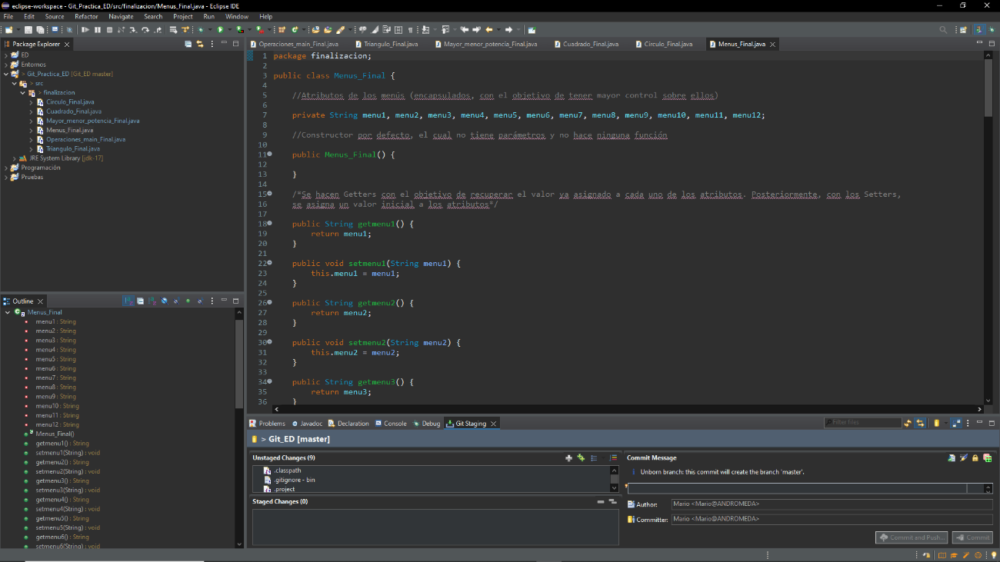 eclipse-workspace - Git_Practica_ED/src/finalizacion/Menus_Final.java - Eclipse IDE
File Edit Source Refactor Navigate Search Project Run Window Help
Package Explorer
ED
Entornos
> Git_Practica_ED [Git_ED master]
> src
> finalizacion
Circulo_Final.java
Cuadrado_Final.java
Mayor_menor_potencia_Final.java
Menus_Final.java
Operaciones_main_Final.java
Triangulo_Final.java
JRE System Library [jdk-17]
Programación
Pruebas
Outline
Menus_Final
menu1 : String
menu2 : String
menu3 : String
menu4 : String
menu5 : String
menu6 : String
menu7 : String
menu8 : String
menu9 : String
menu10 : String
menu11 : String
menu12 : String
Menus_Final()
getmenu1() : String
setmenu1(String) : void
getmenu2() : String
setmenu2(String) : void
getmenu3() : String
setmenu3(String) : void
getmenu4() : String
setmenu4(String) : void
getmenu5() : String
setmenu5(String) : void
getmenu6() : String
setmenu6(String) : void
Operaciones_main_Final.java Triangulo_Final.java Mayor_menor_potencia_Final.java Cuadrado_Final.java Circulo_Final.java Menus_Final.java
1 package finalizacion;
2
3 public class Menus_Final {
4
5 //Atributos de los menús (encapsulados, con el objetivo de tener mayor control sobre ellos)
6
7 private String menu1, menu2, menu3, menu4, menu5, menu6, menu7, menu8, menu9, menu10, menu11, menu12;
8
9 //Constructor por defecto, el cual no tiene parámetros y no hace ninguna función
10
11 public Menus_Final() {
12
13 }
14
15 /*Se hacen Getters con el objetivo de recuperar el valor ya asignado a cada uno de los atributos. Posteriormente, con los Setters,
16 se asigna un valor inicial a los atributos*/
17
18 public String getmenu1() {
19 return menu1;
20 }
21
22 public void setmenu1(String menu1) {
23 this.menu1 = menu1;
24 }
25
26 public String getmenu2() {
27 return menu2;
28 }
29
30 public void setmenu2(String menu2) {
31 this.menu2 = menu2;
32 }
33
34 public String getmenu3() {
35 return menu3;
36 }
Problems Javadoc Declaration Console Debug Git Staging
Filter files
> Git_ED [master]
Unstaged Changes (9)
.classpath
.gitignore - bin
.project
Staged Changes (0)
Commit Message
Unborn branch: this commit will create the branch 'master'.
Author: Mario <Mario@ANDROMEDA>
Committer: Mario <Mario@ANDROMEDA>
Commit and Push... Commit